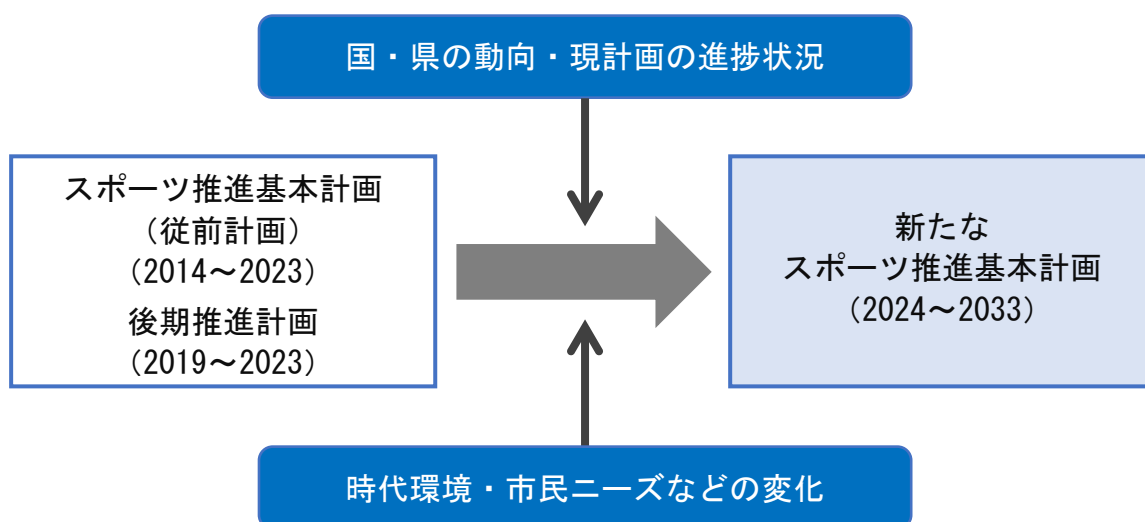 国・県の動向・現計画の進捗状況
スポーツ推進基本計画
（従前計画）
（2014～2023）
後期推進計画
（2019～2023）
新たな
スポーツ推進基本計画
（2024～2033）
時代環境・市民ニーズなどの変化